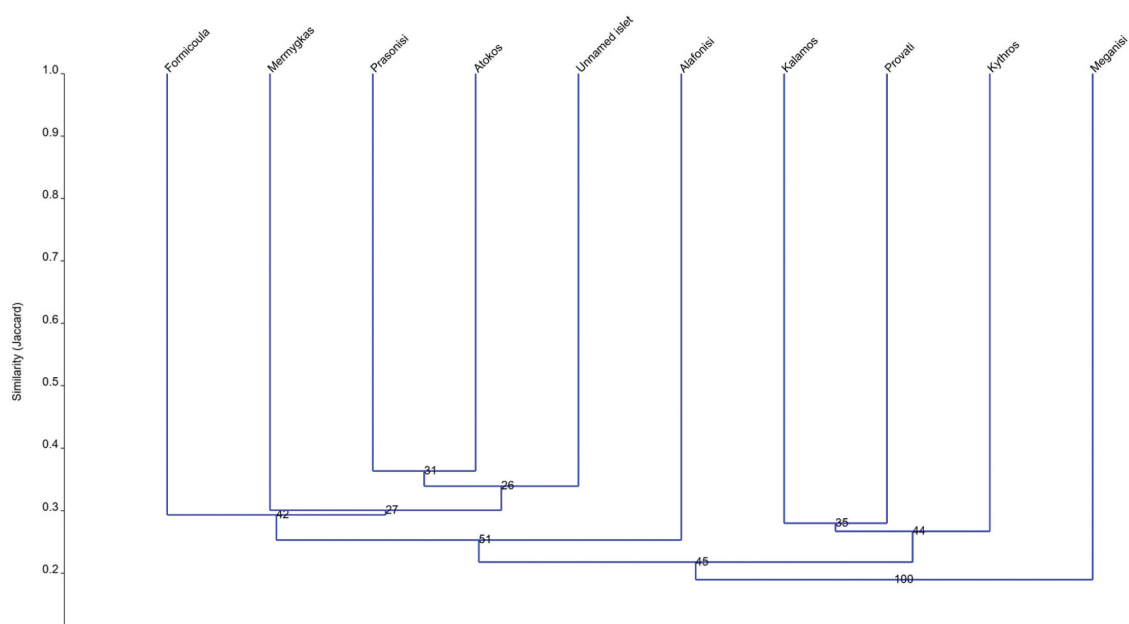 Formicoula
Mermygkas
Prasonisi
Atokos
Unnamed islet
Alafonisi
Kalamos
Provati
Kythros
Meganisi
1.0
0.9
0.8
0.7
0.6
0.5
0.4
0.3
0.2
Similarity (Jaccard)
31
26
27
42
35
44
51
45
100